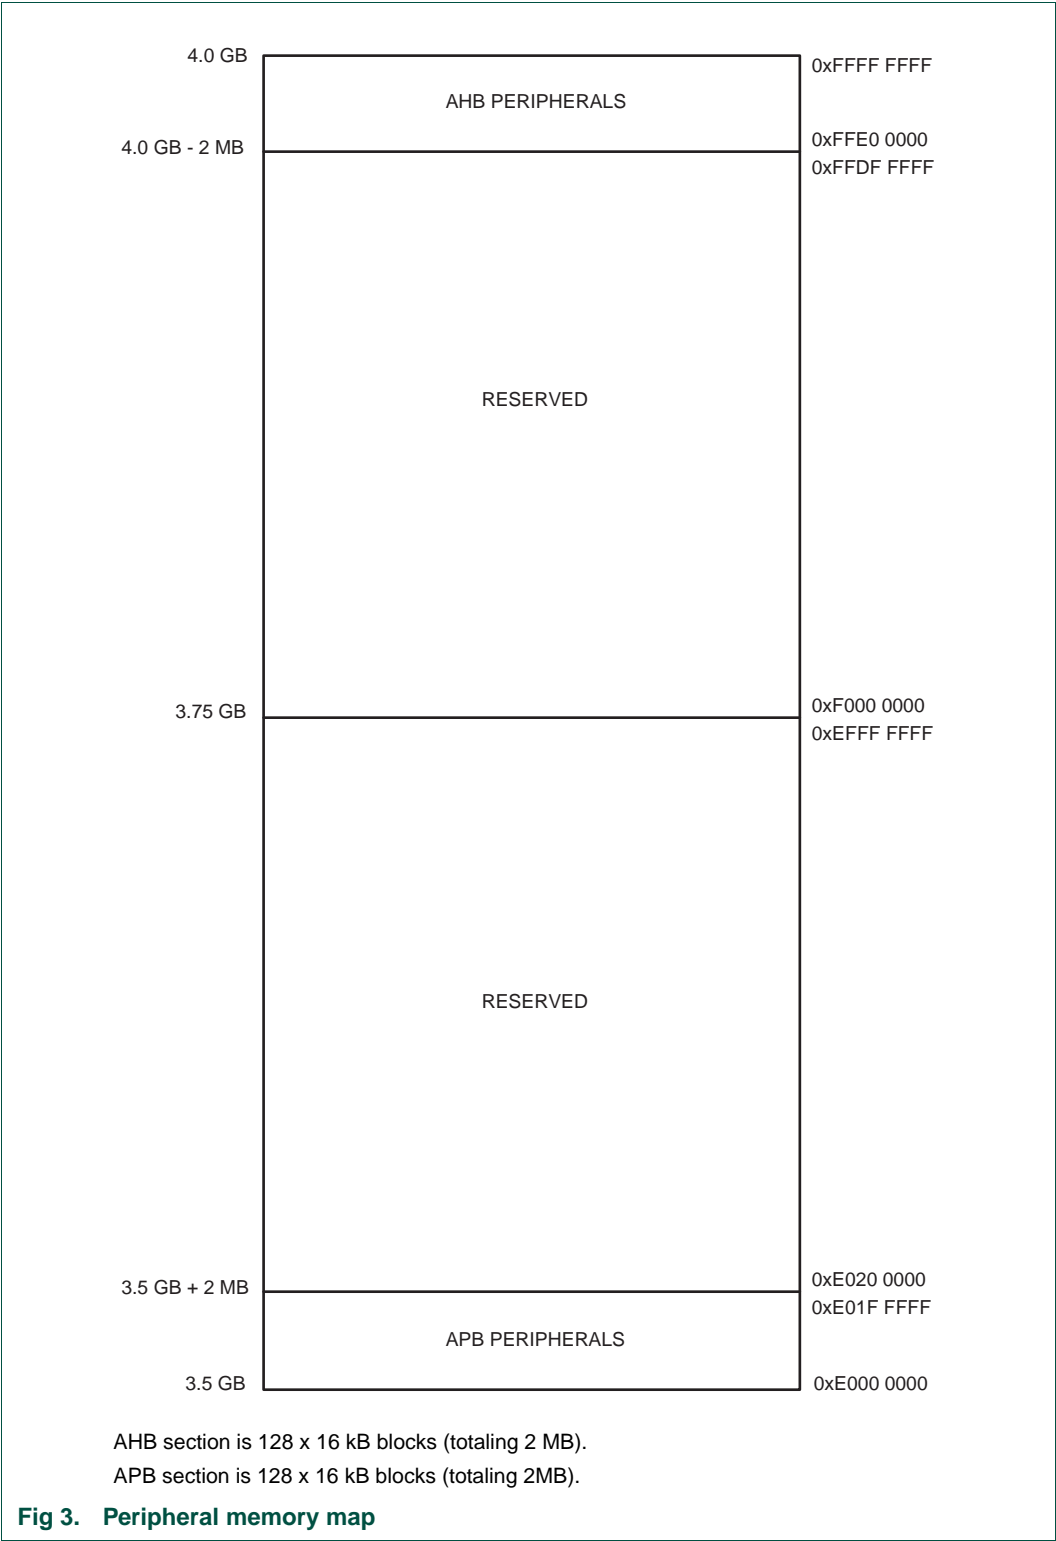 4.0 GB
0xFFFF FFFF
AHB PERIPHERALS
0xFFE0 0000
4.0 GB - 2 MB
0xFFDF FFFF
RESERVED
0xF000 0000
3.75 GB
0xEFFF FFFF
RESERVED
0xE020 0000
3.5 GB + 2 MB
0xE01F FFFF
APB PERIPHERALS
3.5 GB
0xE000 0000
AHB section is 128 x 16 kB blocks (totaling 2 MB).
APB section is 128 x 16 kB blocks (totaling 2MB).
Fig 3. Peripheral memory map